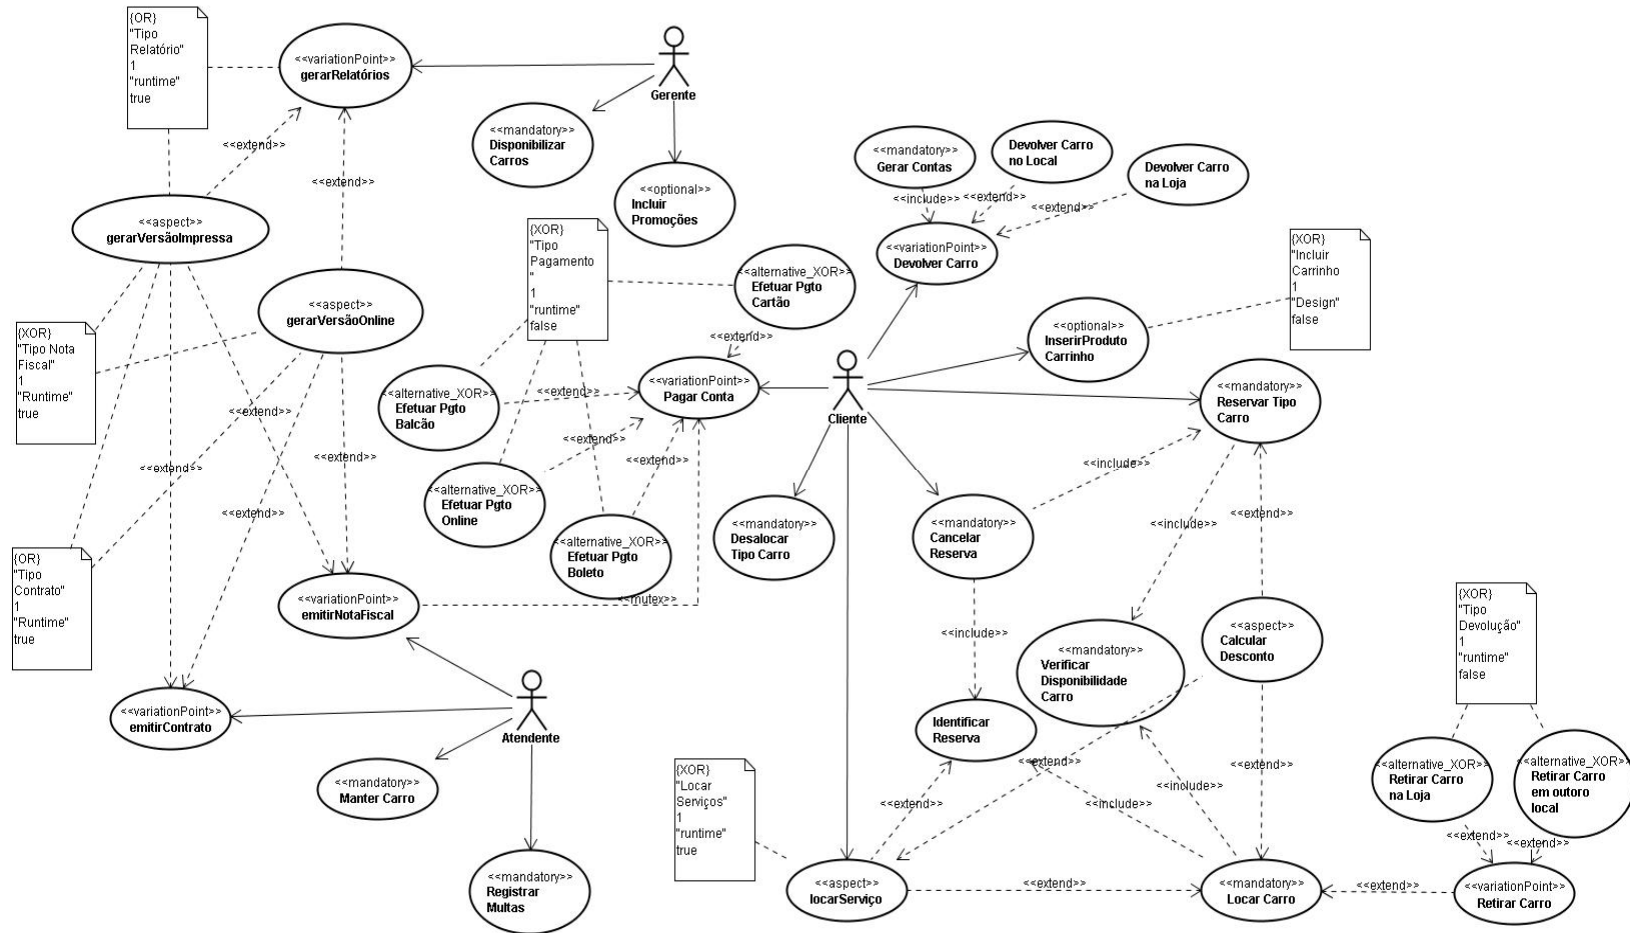 {OR}
"Tipo
Relatório"
1
"runtime"
true
<<variationPoint>>
gerarRelatórios
Gerente
<<mandatory>>
Disponibilizar
Carros
<<optional>>
Incluir
Promoções
<<extend>>
<<extend>>
<<aspect>>
gerarVersãoImpressa
<<aspect>>
gerarVersãoOnline
{XOR}
"Tipo Nota
Fiscal"
1
"Runtime"
true
{OR}
"Tipo
Contrato"
1
"Runtime"
true
<<extend>>
<<extend>>
<<extend>>
<<extend>>
<<variationPoint>>
emitirNotaFiscal
<<variationPoint>>
emitirContrato
Atendente
<<mandatory>>
Manter Carro
<<mandatory>>
Registrar
Multas
{XOR}
"Tipo
Pagamento
"
1
"runtime"
false
<<alternative_XOR>>
Efetuar Pgto
Cartão
<<extend>>
<<variationPoint>>
Pagar Conta
<<alternative_XOR>>
Efetuar Pgto
Balcão
<<extend>>
<<alternative_XOR>>
Efetuar Pgto
Online
<<extend>>
<<alternative_XOR>>
Efetuar Pgto
Boleto
<<extend>>
<<mutex>>
<<mandatory>>
Gerar Contas
Devolver Carro
no Local
Devolver Carro
na Loja
<<include>>
<<extend>>
<<extend>>
<<variationPoint>>
Devolver Carro
{XOR}
"Incluir
Carrinho
1
"Design"
false
<<optional>>
InserirProduto
Carrinho
Cliente
<<mandatory>>
Reservar Tipo
Carro
<<include>>
<<mandatory>>
Desalocar
Tipo Carro
<<mandatory>>
Cancelar
Reserva
<<include>>
<<extend>>
<<include>>
<<mandatory>>
Verificar
Disponibilidade
Carro
<<aspect>>
Calcular
Desconto
Identificar
Reserva
{XOR}
"Tipo
Devolução"
1
"runtime"
false
<<alternative_XOR>>
Retirar Carro
na Loja
<<alternative_XOR>>
Retirar Carro
em outoro
local
{XOR}
"Locar
Serviços"
1
"runtime"
true
<<extend>>
<<include>>
<<include>>
<<extend>>
<<extend>>
<<extend>>
<<aspect>>
locarServiço
<<extend>>
<<mandatory>>
Locar Carro
<<extend>>
<<variationPoint>>
Retirar Carro